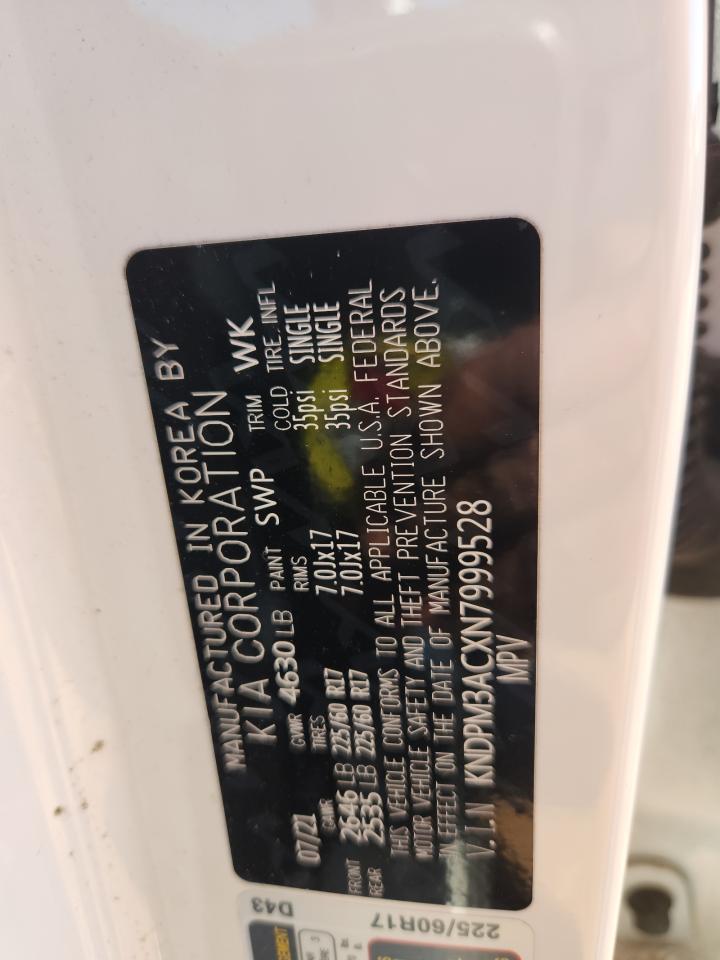 MANUFACTURED IN KOREA BY
KIA CORPORATION
07/21 GVWR 4630 LB PAINT SWP TRIM WK
GAWR TIRES RIMS COLD TIRE INFL
FRONT 2646 LB 225/60 R17 7.0Jx17 35psi SINGLE
REAR 2535 LB 225/60 R17 7.0Jx17 35psi SINGLE
THIS VEHICLE CONFORMS TO ALL APPLICABLE U.S.A. FEDERAL
MOTOR VEHICLE SAFETY AND THEFT PREVENTION STANDARDS
IN EFFECT ON THE DATE OF MANUFACTURE SHOWN ABOVE.
V.I.N KNDPM3ACXN7999528
MPV
D43
225/60R17